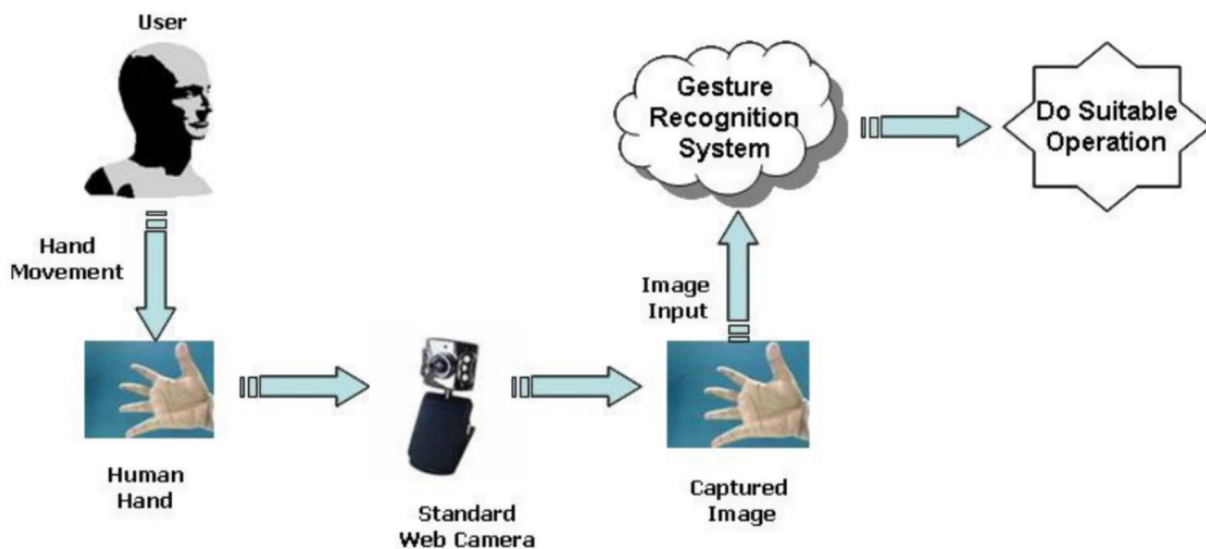 User
Hand
Movement
Human
Hand
Standard
Web Camera
Captured
Image
Image
Input
Gesture
Recognition
System
Do Suitable
Operation